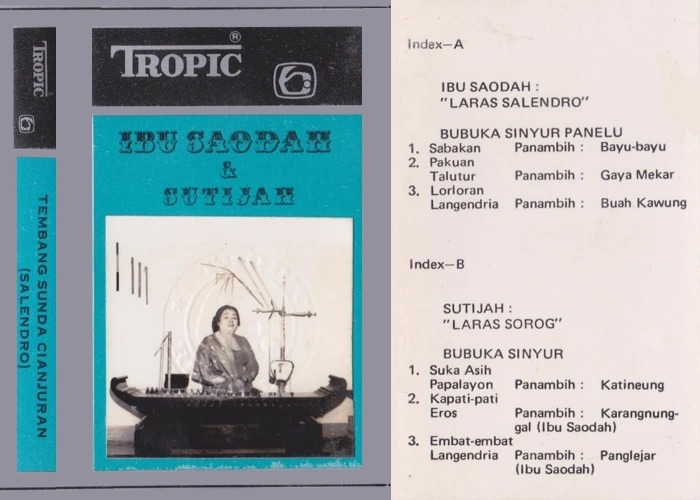 TROPIC
TEMBANG SUNDA CIANJURAN
(SALENDRO)
TROPIC®
IBU SAODAH
&
SUTIJAH
Index—A
IBU SAODAH :
"LARAS SALENDRO"
BUBUKA SINYUR PANELU
1. Sabakan Panambih : Bayu-bayu
2. Pakuan
Talutur Panambih : Gaya Mekar
3. Lorloran
Langendria Panambih : Buah Kawung
Index—B
SUTIJAH :
"LARAS SOROG"
BUBUKA SINYUR
1. Suka Asih
Papalayon Panambih : Katineung
2. Kapati-pati
Eros Panambih : Karangnung-
gal (Ibu Saodah)
3. Embat-embat
Langendria Panambih : Panglejar
(Ibu Saodah)